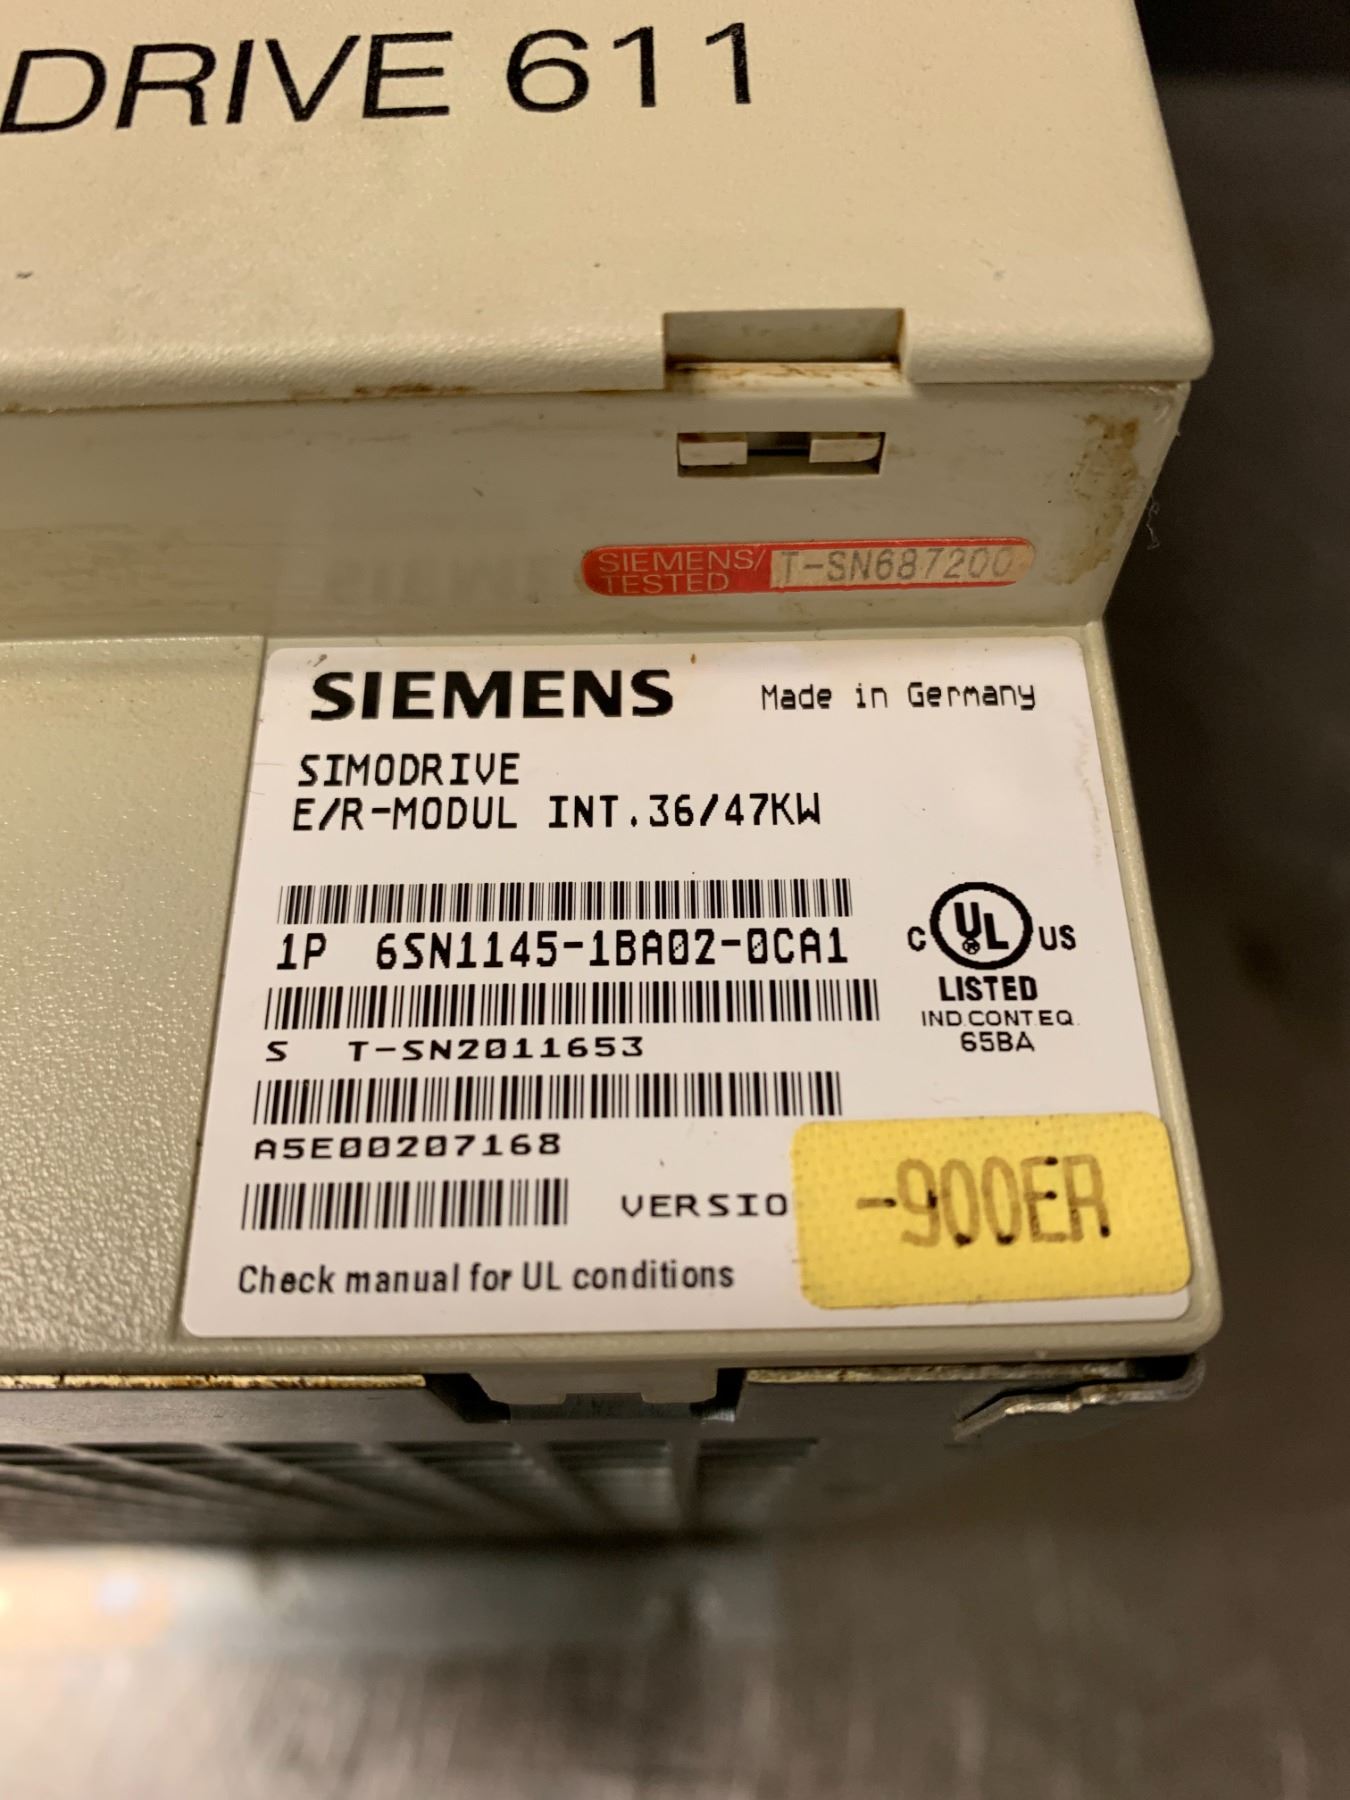 DRIVE 611
SIEMENS/ T-SN687200
TESTED
SIEMENS Made in Germany
SIMODRIVE
E/R-MODUL INT.36/47KW
1P 6SN1145-1BA02-0CA1
C UL US
LISTED
IND.CONT.EQ.
65BA
S T-SN2011653
A5E00207168
VERSIO
-900ER
Check manual for UL conditions